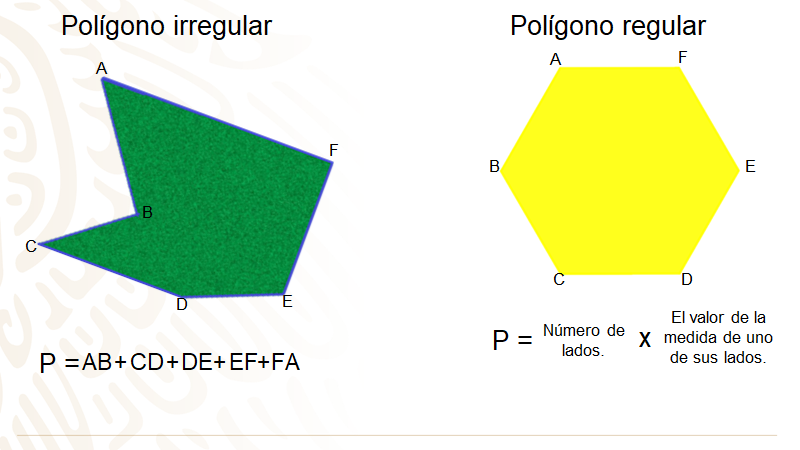 Polígono irregular
A
F
B
C
D
E
P =AB+CD+DE+EF+FA
Polígono regular
A
F
B
E
C
D
P = Número de lados. X El valor de la medida de uno de sus lados.